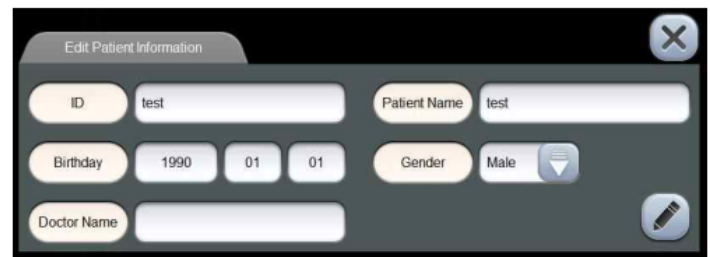 Edit Patient Information
ID test Patient Name test
Birthday 1990 01 01 Gender Male
Doctor Name